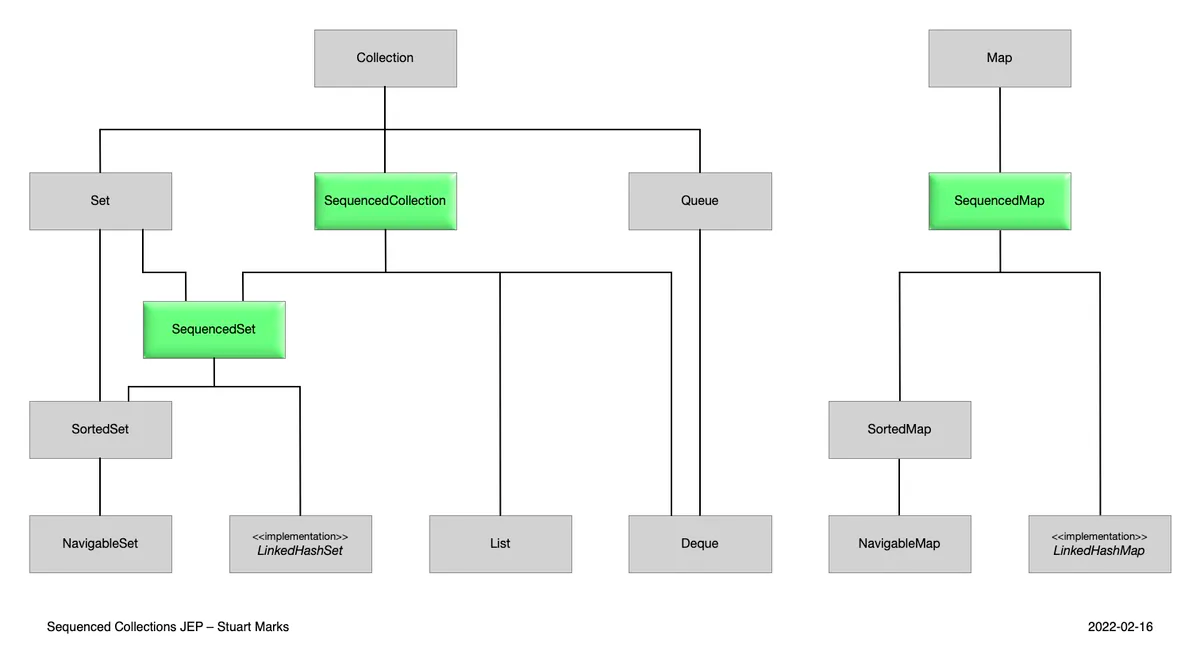 Collection
Map
Set
SequencedCollection
Queue
SequencedMap
SequencedSet
SortedSet
SortedMap
NavigableSet
<<implementation>>
LinkedHashSet
List
Deque
NavigableMap
<<implementation>>
LinkedHashMap
Sequenced Collections JEP – Stuart Marks
2022-02-16